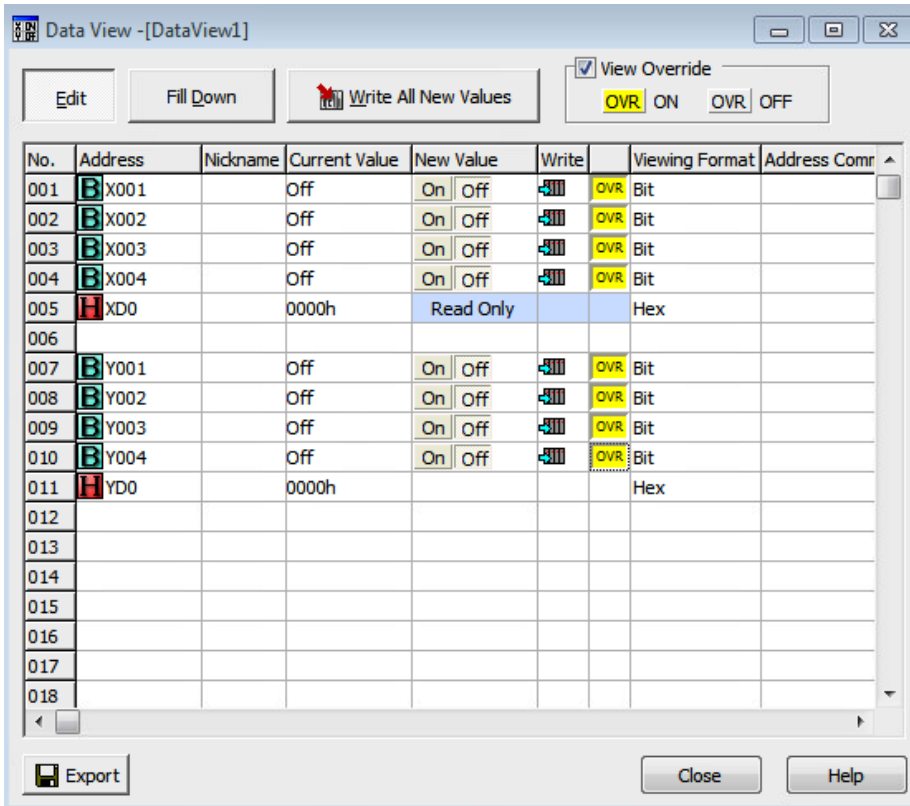 Data View -[DataView1]
Edit Fill Down Write All New Values View Override
OVR ON OVR OFF
No. Address Nickname Current Value New Value Write Viewing Format Address Comm
001 B X001 Off On Off OVR Bit
002 B X002 Off On Off OVR Bit
003 B X003 Off On Off OVR Bit
004 B X004 Off On Off OVR Bit
005 H XD0 0000h Read Only Hex
006
007 B Y001 Off On Off OVR Bit
008 B Y002 Off On Off OVR Bit
009 B Y003 Off On Off OVR Bit
010 B Y004 Off On Off OVR Bit
011 H YD0 0000h Hex
012
013
014
015
016
017
018
Export Close Help